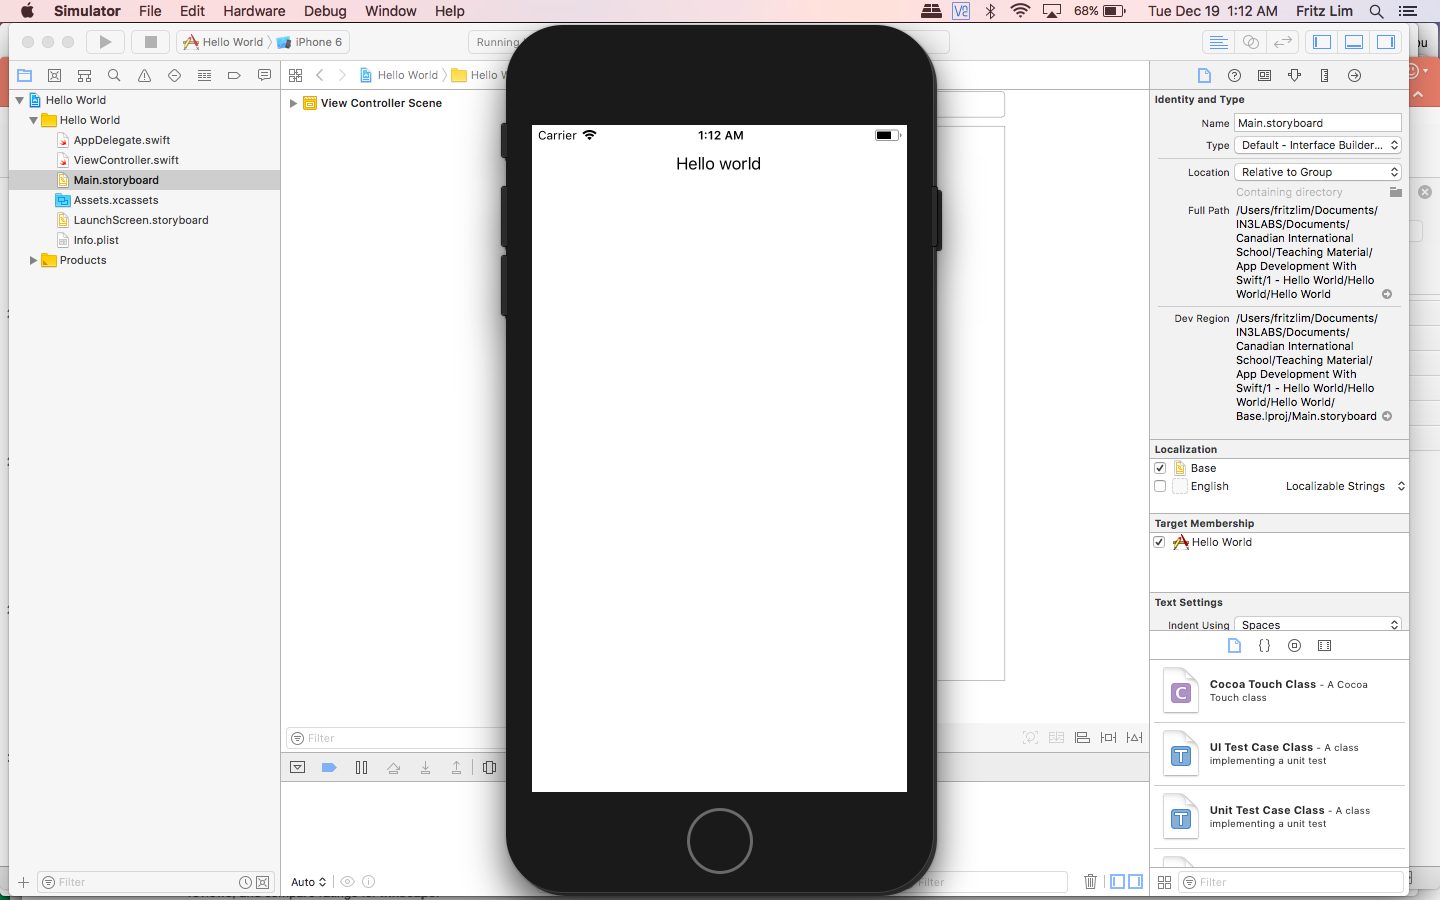 Simulator File Edit Hardware Debug Window Help
68% Tue Dec 19 1:12 AM Fritz Lim
Hello World iPhone 6
Running
Hello World
Hello World
AppDelegate.swift
ViewController.swift
Main.storyboard
Assets.xcassets
LaunchScreen.storyboard
Info.plist
Products
Filter
Hello World Hello W
View Controller Scene
Filter
Auto
Carrier 1:12 AM
Hello world
Filter
Identity and Type
Name Main.storyboard
Type Default - Interface Builder...
Location Relative to Group
Containing directory
Full Path /Users/fritzlim/Documents/
IN3LABS/Documents/
Canadian International
School/Teaching Material/
App Development With
Swift/1 - Hello World/Hello
World/Hello World
Dev Region /Users/fritzlim/Documents/
IN3LABS/Documents/
Canadian International
School/Teaching Material/
App Development With
Swift/1 - Hello World/Hello
World/Hello World/
Base.lproj/Main.storyboard
Localization
Base
English Localizable Strings
Target Membership
Hello World
Text Settings
Indent Using Spaces
{}
C
Cocoa Touch Class - A Cocoa
Touch class
T
UI Test Case Class - A class
implementing a unit test
T
Unit Test Case Class - A class
implementing a unit test
Filter